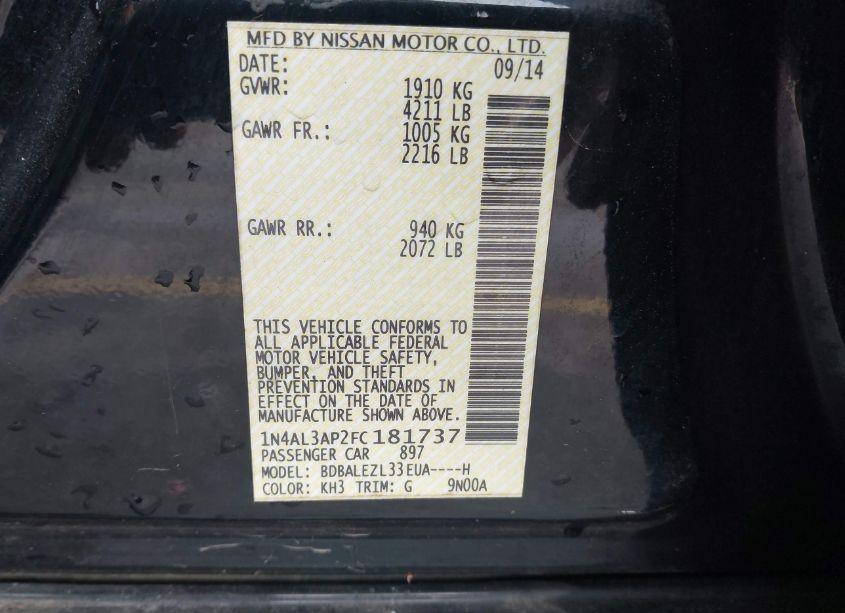 MFD BY NISSAN MOTOR CO., LTD.
DATE: 09/14
GVWR: 1910 KG
4211 LB
GAWR FR.: 1005 KG
2216 LB
GAWR RR.: 940 KG
2072 LB
THIS VEHICLE CONFORMS TO
ALL APPLICABLE FEDERAL
MOTOR VEHICLE SAFETY,
BUMPER, AND THEFT
PREVENTION STANDARDS IN
EFFECT ON THE DATE OF
MANUFACTURE SHOWN ABOVE.
1N4AL3AP2FC181737
PASSENGER CAR 897
MODEL: BDBALEZL33EUA----H
COLOR: KH3 TRIM: G 9N00A